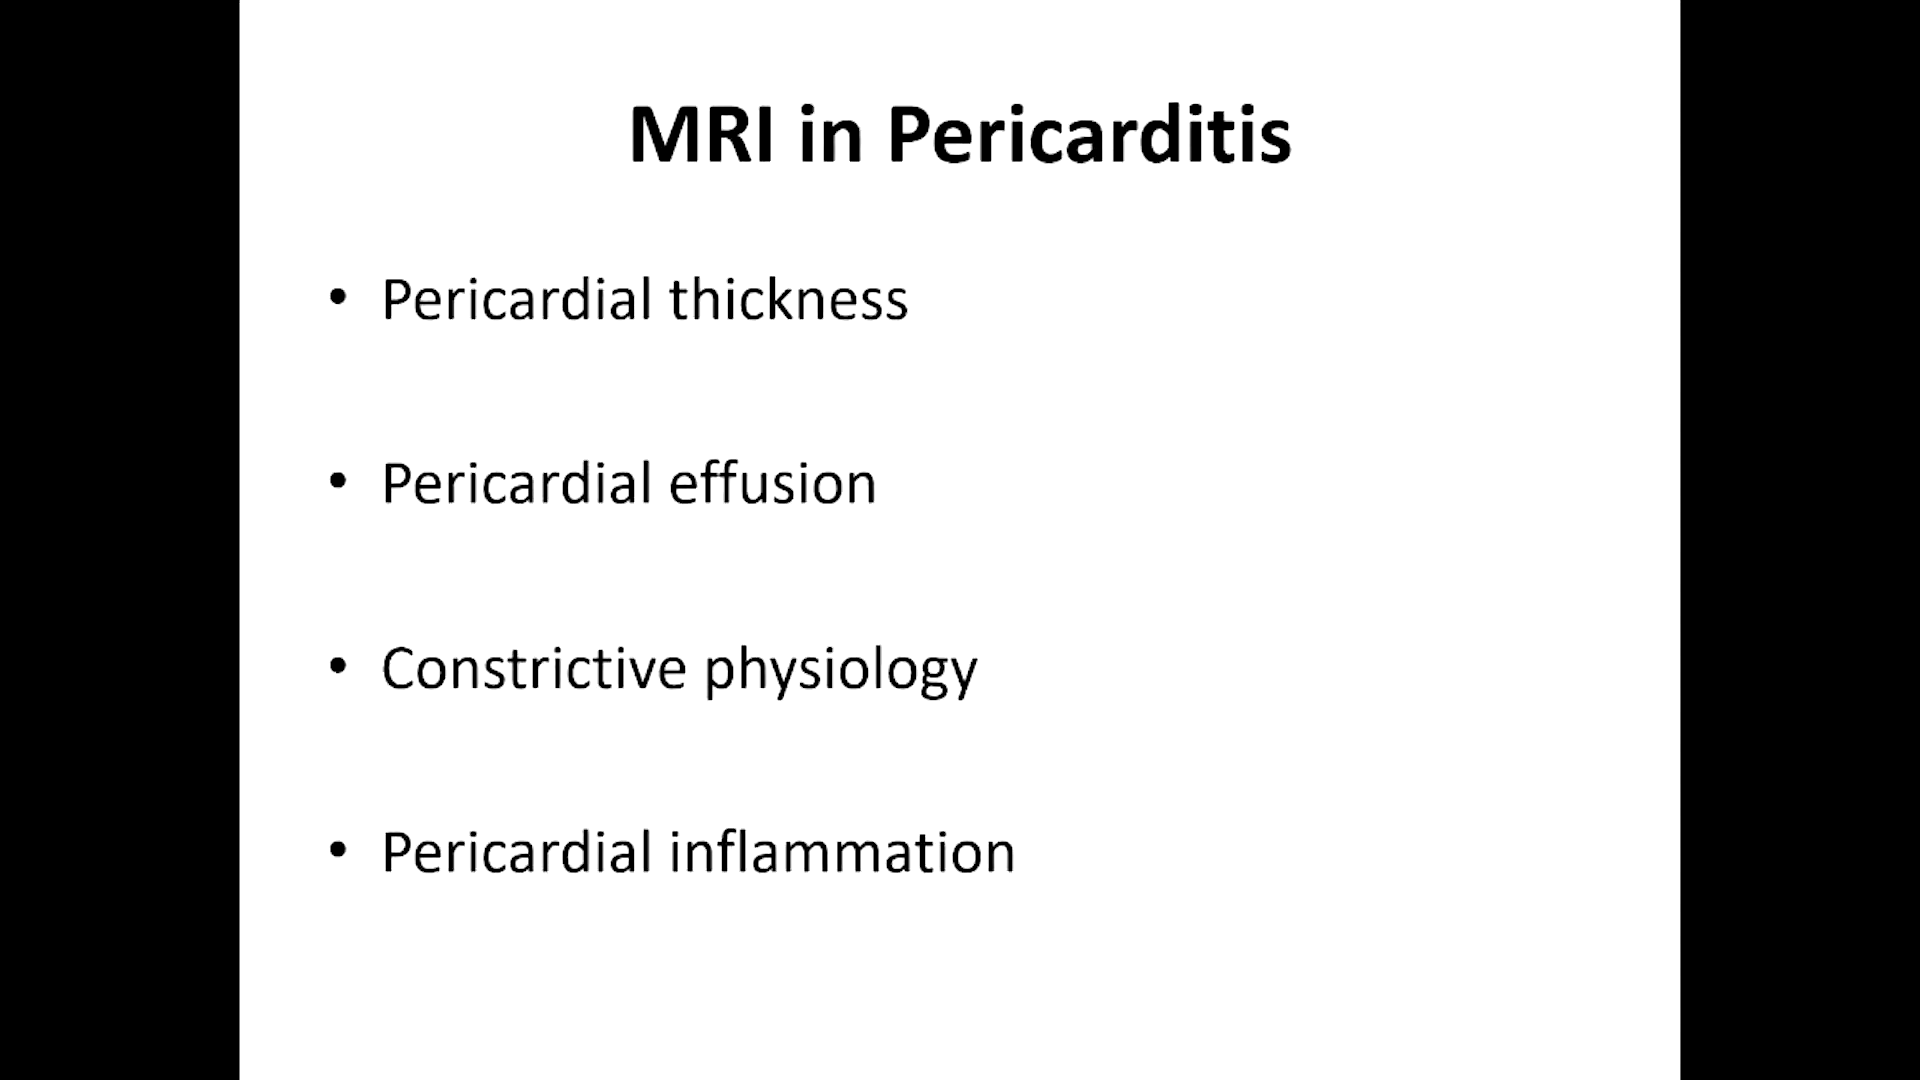 MRI in Pericarditis
• Pericardial thickness
• Pericardial effusion
• Constrictive physiology
• Pericardial inflammation